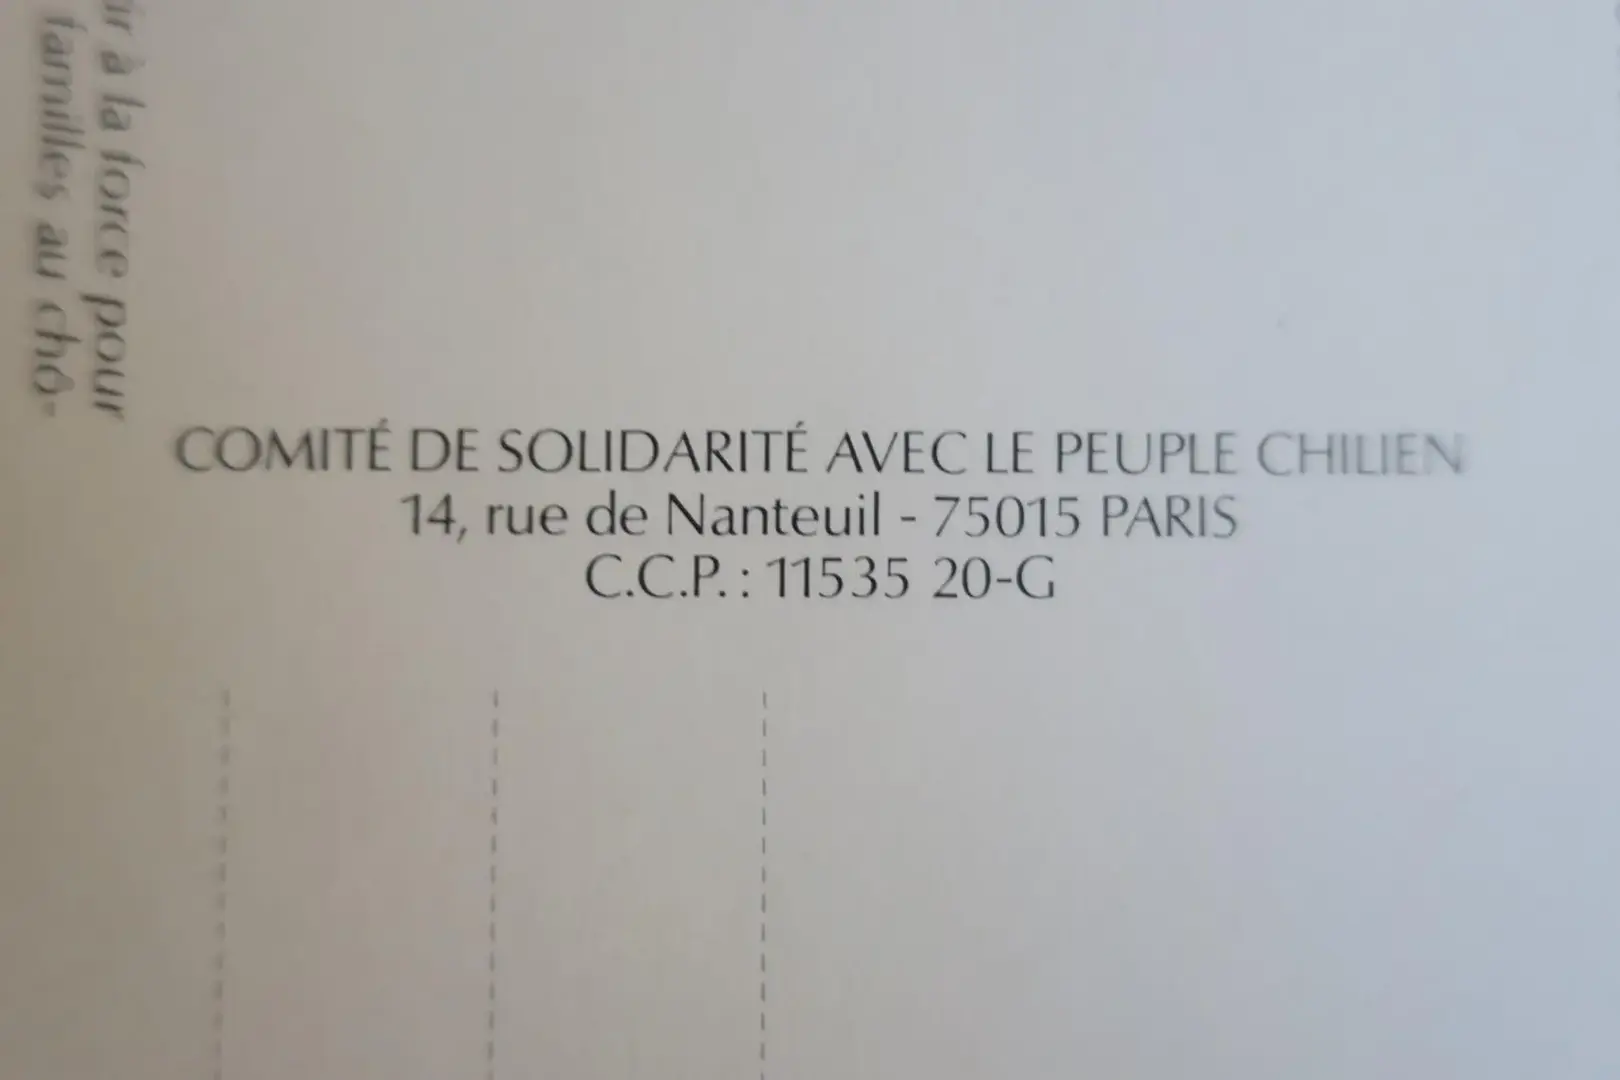 COMITÉ DE SOLIDARITÉ AVEC LE PEUPLE CHILIEN
14, rue de Nanteuil - 75015 PARIS
C.C.P. : 11535 20-G
à la force pour
familles au chô-